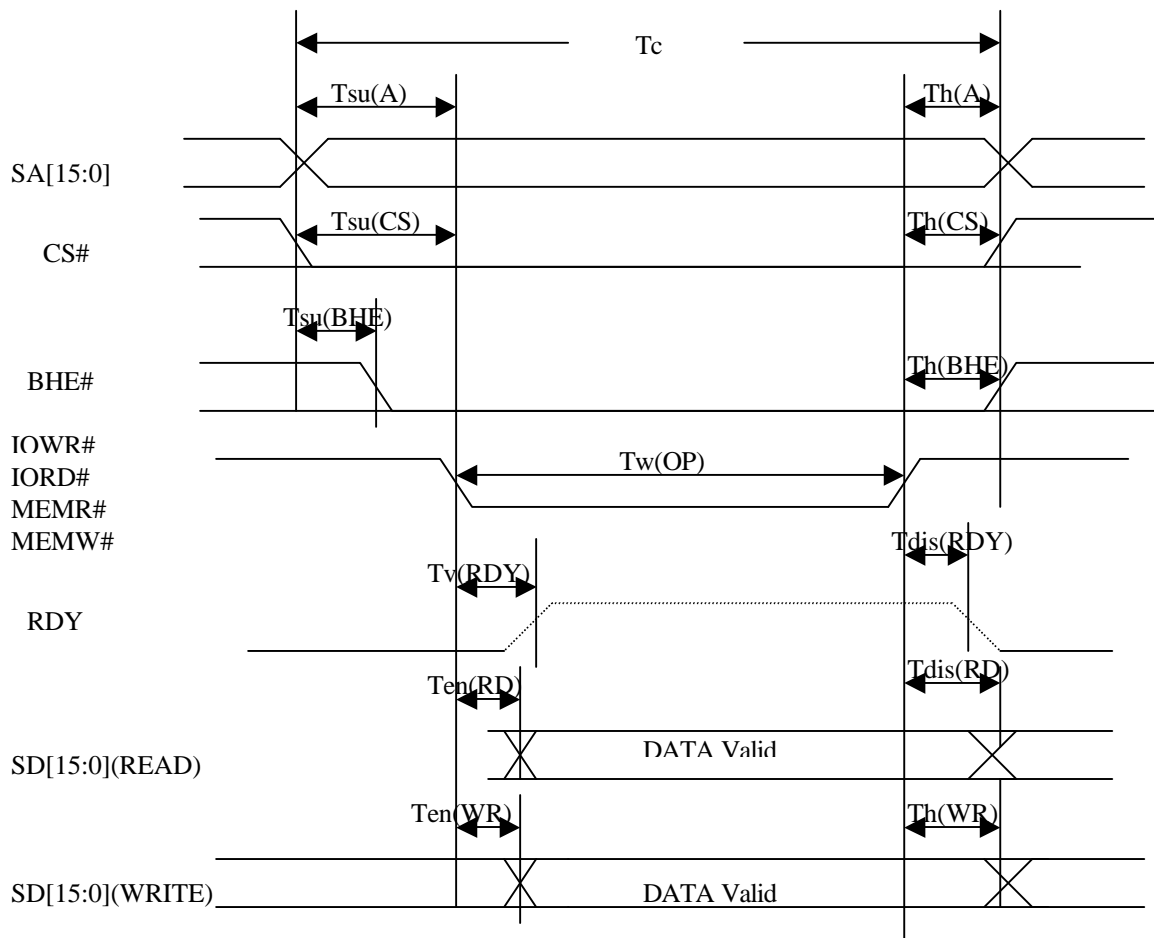 Tc
Tsu(A) Th(A)
SA[15:0]
Tsu(CS) Th(CS)
CS#
Tsu(BHE)
Th(BHE)
BHE#
IOWR#
Tw(OP)
IORD#
MEMR#
MEMW# Tdis(RDY)
Tv(RDY)
RDY
Ten(RD) Tdis(RD)
DATA Valid
SD[15:0](READ)
Ten(WR) Th(WR)
SD[15:0](WRITE) DATA Valid